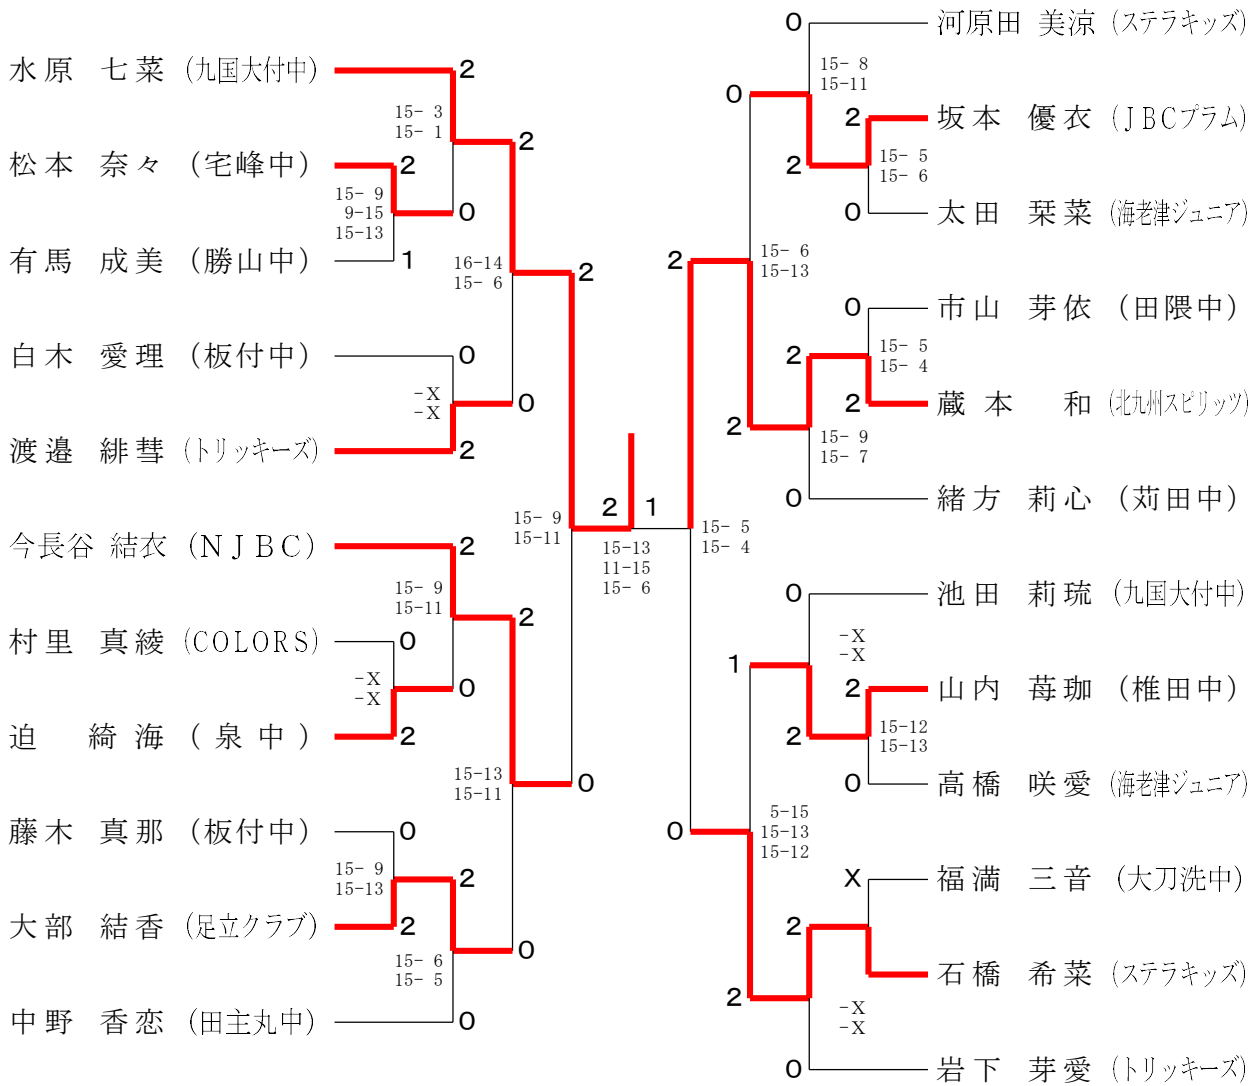 水原 七菜 (九国大付中)
松本 奈々 (宅峰中)
有馬 成美 (勝山中)
白木 愛理 (板付中)
渡邉 緋彗 (トリッキーズ)
今長谷 結衣 (NJBC)
村里 真綾 (COLORS)
迫 綺海 (泉中)
藤木 真那 (板付中)
大部 結香 (足立クラブ)
中野 香恋 (田主丸中)
2
15- 3
15- 1
2
2
15- 9
9-15
15-13
0
1
16-14
15- 6
2
0
-X
-X
0
2
2
15- 9
15-11
2
0
-X
-X
0
2
15- 9
15-11
15-13
15-11
0
0
15- 9
15-13
2
2
15- 6
15- 5
0
0
2
1
15-13
11-15
15- 6
河原田 美涼 (ステラキッズ)
坂本 優衣 (JBCプラム)
太田 栞菜 (海老津ジュニア)
市山 芽依 (田隈中)
蔵本 和 (北九州スピリッツ)
緒方 莉心 (苅田中)
池田 莉琉 (九国大付中)
山内 苺珈 (椎田中)
高橋 咲愛 (海老津ジュニア)
福満 三音 (大刀洗中)
石橋 希菜 (ステラキッズ)
岩下 芽愛 (トリッキーズ)
0
15- 8
15-11
0
2
2
15- 5
15- 6
0
2
15- 6
15-13
0
15- 5
15- 4
2
2
2
15- 9
15- 7
0
15- 5
15- 4
0
-X
-X
1
2
2
15-12
15-13
0
0
5-15
15-13
15-12
X
2
2
-X
-X
0